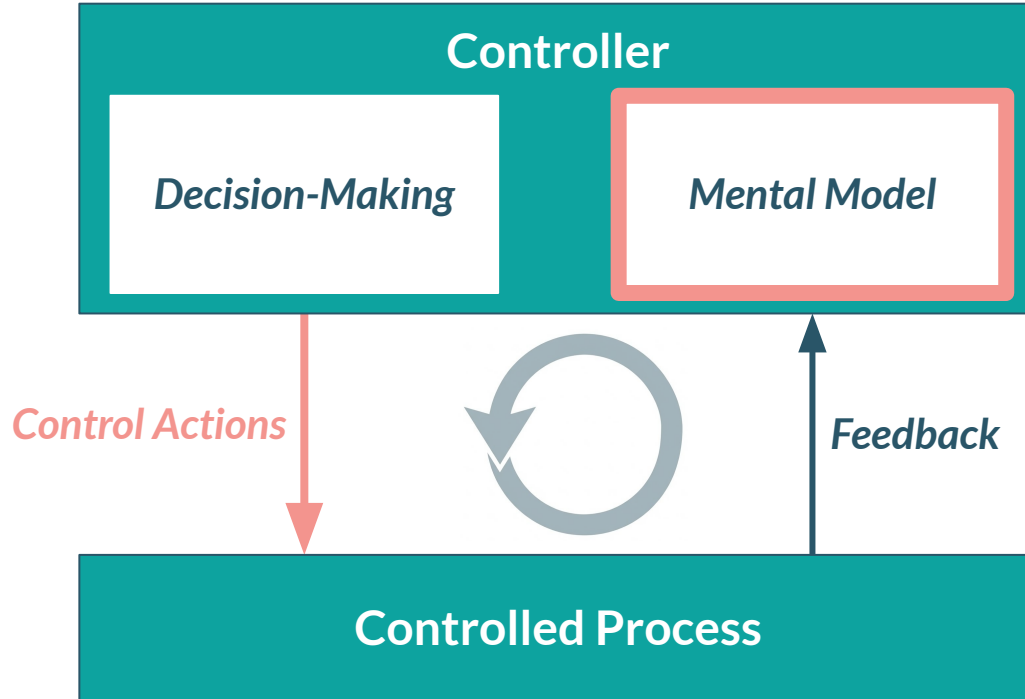 Controller
Decision-Making
Mental Model
Control Actions
Feedback
Controlled Process